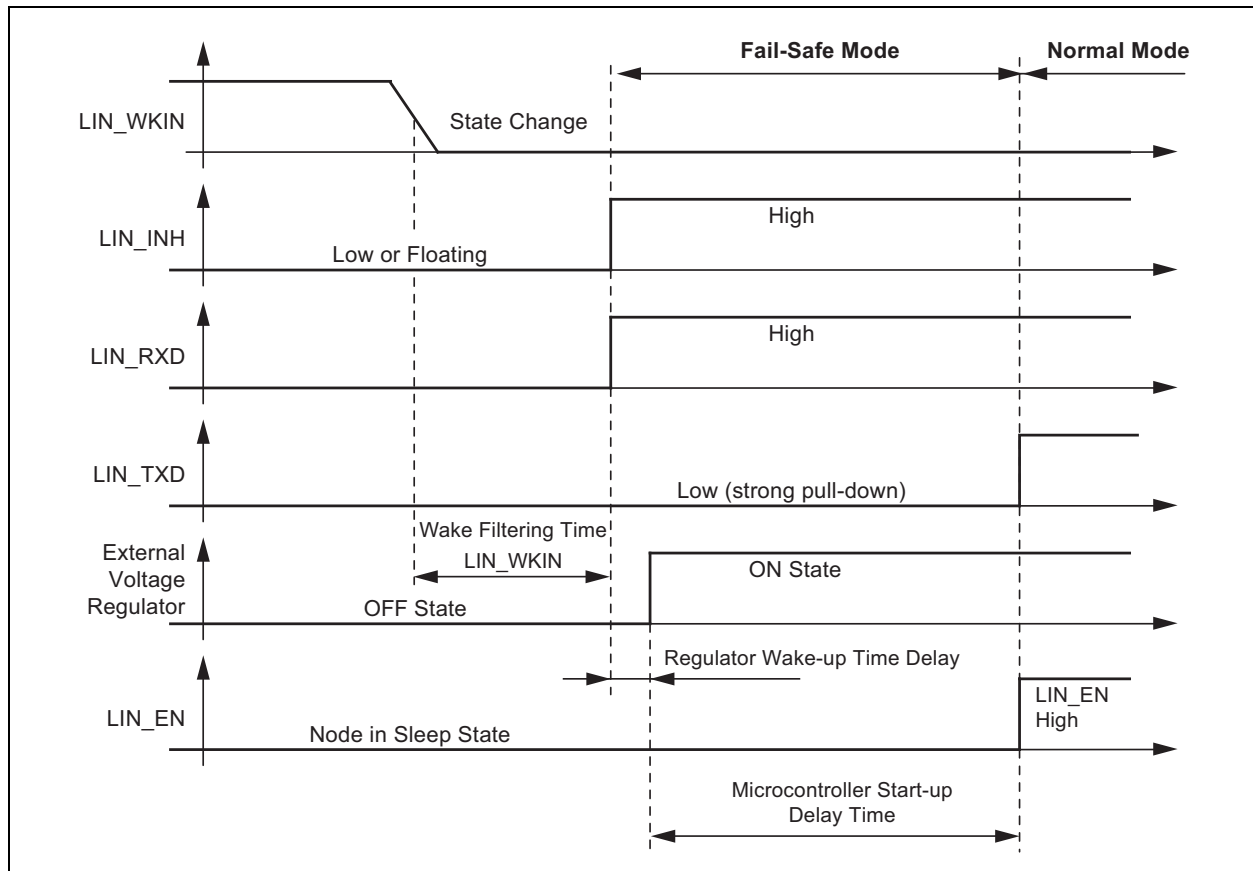 Fail-Safe Mode
Normal Mode
LIN_WKIN
State Change
LIN_INH
Low or Floating
High
LIN_RXD
High
LIN_TXD
Low (strong pull-down)
Wake Filtering Time
LIN_WKIN
External
Voltage
Regulator
OFF State
ON State
Regulator Wake-up Time Delay
LIN_EN
Node in Sleep State
LIN_EN
High
Microcontroller Start-up
Delay Time